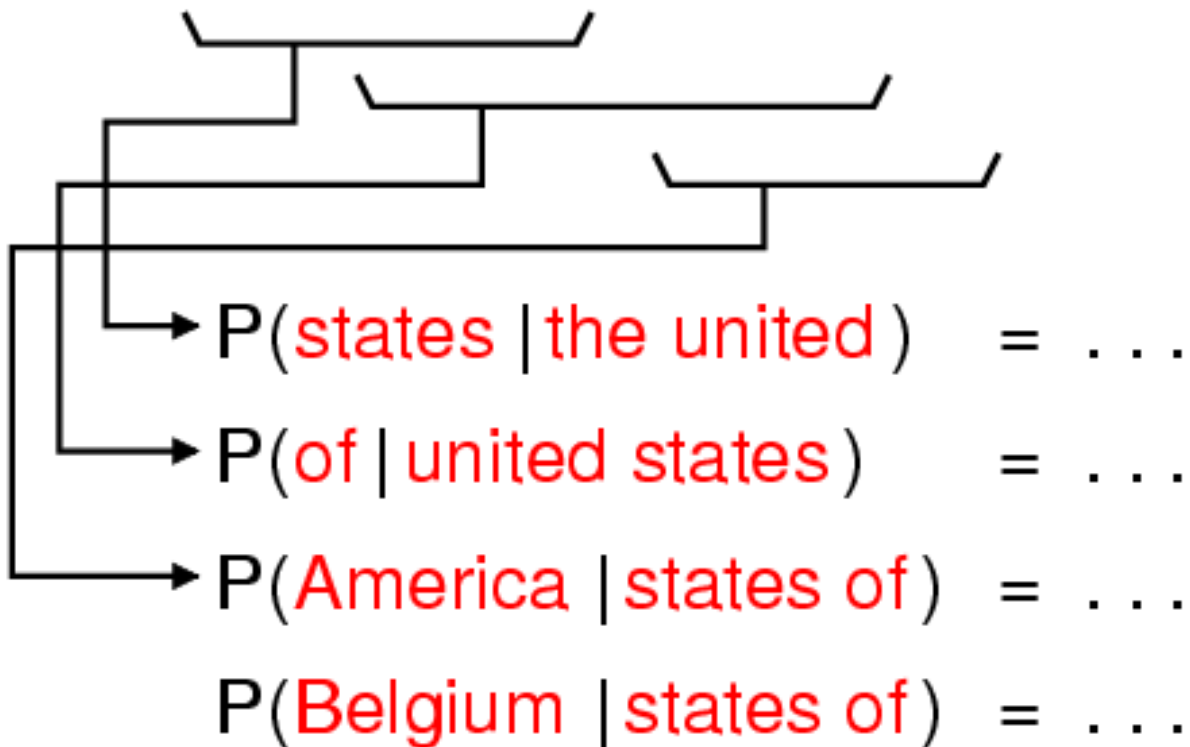 P(states | the united) = ...
P(of | united states) = ...
P(America | states of) = ...
P(Belgium | states of) = ...